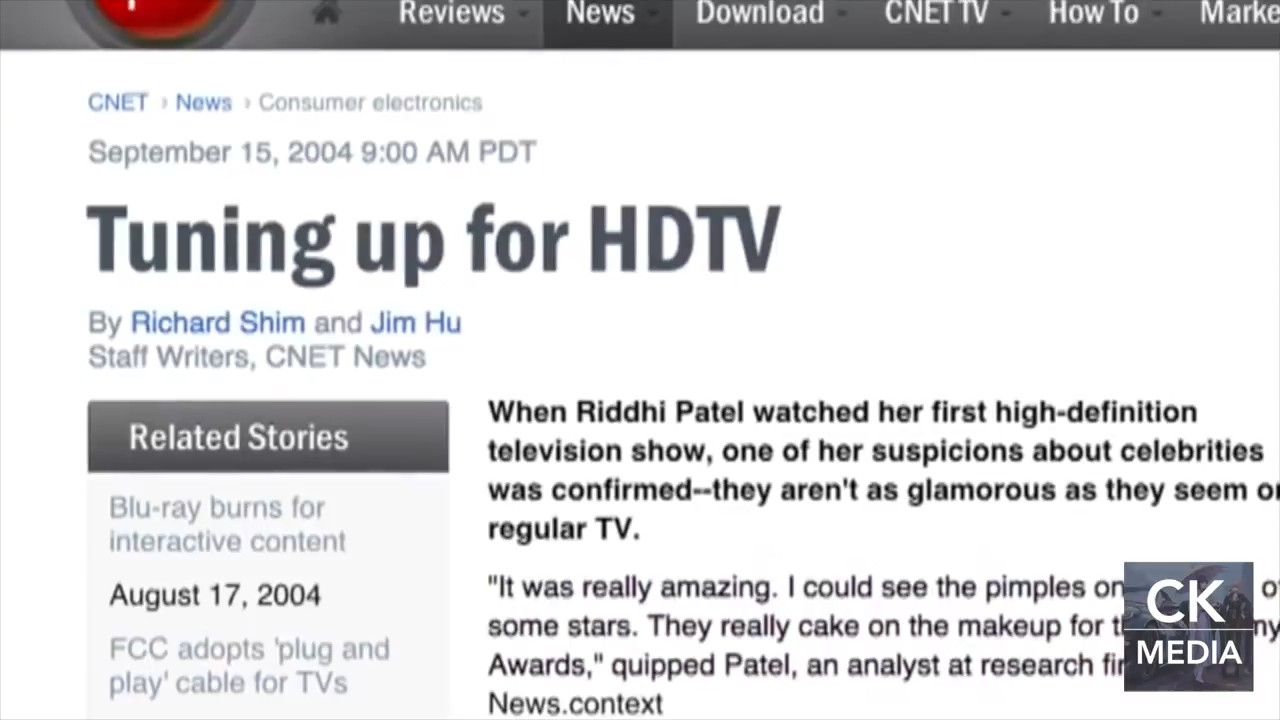 Reviews News Download CNET TV How To Marke
CNET › News › Consumer electronics
September 15, 2004 9:00 AM PDT
Tuning up for HDTV
By Richard Shim and Jim Hu
Staff Writers, CNET News
Related Stories
Blu-ray burns for
interactive content
August 17, 2004
FCC adopts 'plug and
play' cable for TVs
When Riddhi Patel watched her first high-definition
television show, one of her suspicions about celebrities
was confirmed--they aren't as glamorous as they seem on
regular TV.
"It was really amazing. I could see the pimples on
some stars. They really cake on the makeup for
Awards," quipped Patel, an analyst at research
News.context
CK
MEDIA